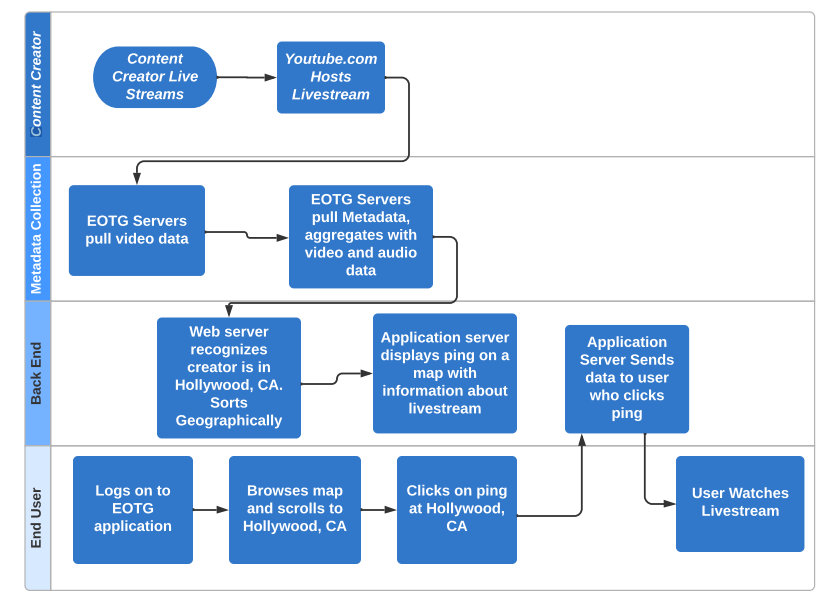 Content Creator
Content
Creator Live
Streams
Youtube.com
Hosts
Livestream
Metadata Collection
EOTG Servers
pull video data
EOTG Servers
pull Metadata,
aggregates with
video and audio
data
Back End
Web server
recognizes
creator is in
Hollywood, CA.
Sorts
Geographically
Application server
displays ping on a
map with
information about
livestream
Application
Server Sends
data to user
who clicks
ping
End User
Logs on to
EOTG
application
Browses map
and scrolls to
Hollywood, CA
Clicks on ping
at Hollywood,
CA
User Watches
Livestream